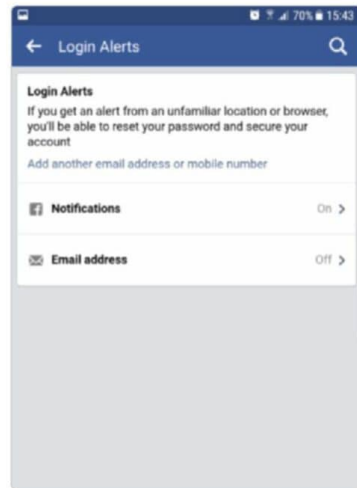 70% 15:43
Login Alerts
Login Alerts
If you get an alert from an unfamiliar location or browser,
you'll be able to reset your password and secure your
account
Add another email address or mobile number
Notifications On >
Email address Off >